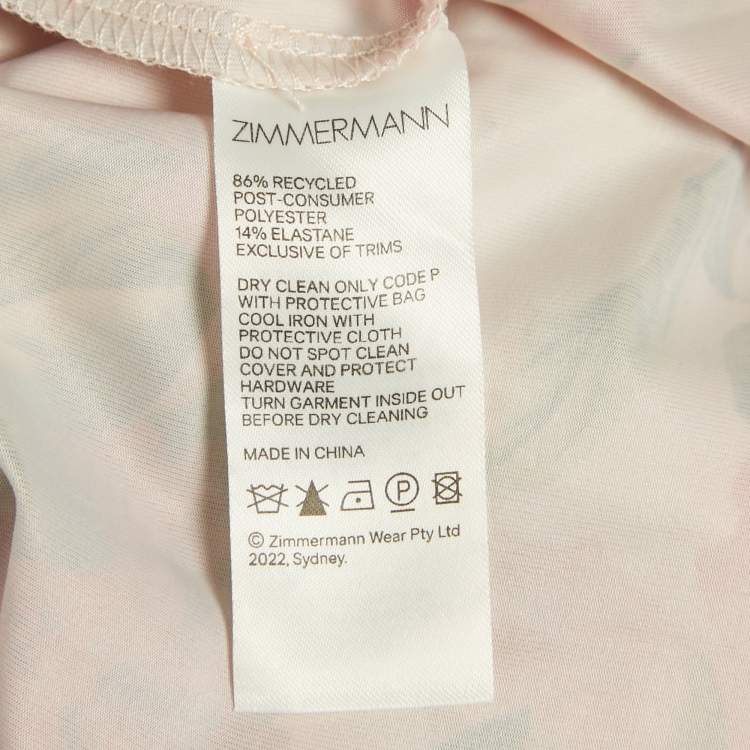 ZIMMERMANN
86% RECYCLED
POST-CONSUMER
POLYESTER
14% ELASTANE
EXCLUSIVE OF TRIMS
DRY CLEAN ONLY CODE P
WITH PROTECTIVE BAG
COOL IRON WITH
PROTECTIVE CLOTH
DO NOT SPOT CLEAN
COVER AND PROTECT
HARDWARE
TURN GARMENT INSIDE OUT
BEFORE DRY CLEANING
MADE IN CHINA
P
© Zimmermann Wear Pty Ltd
2022, Sydney.